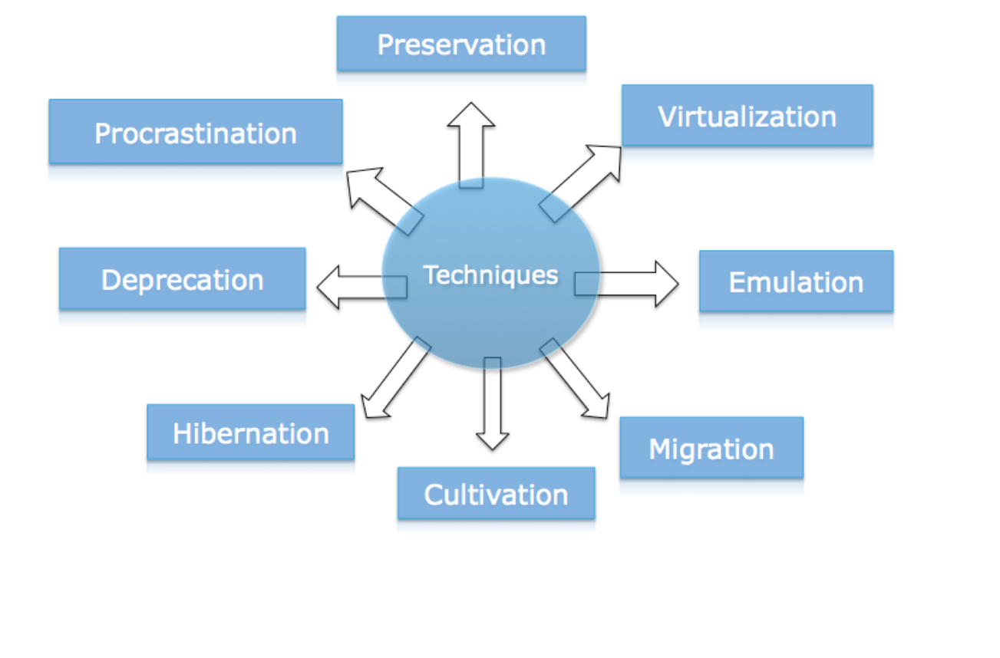 Preservation
Virtualization
Procrastination
Techniques
Deprecation
Emulation
Hibernation
Migration
Cultivation